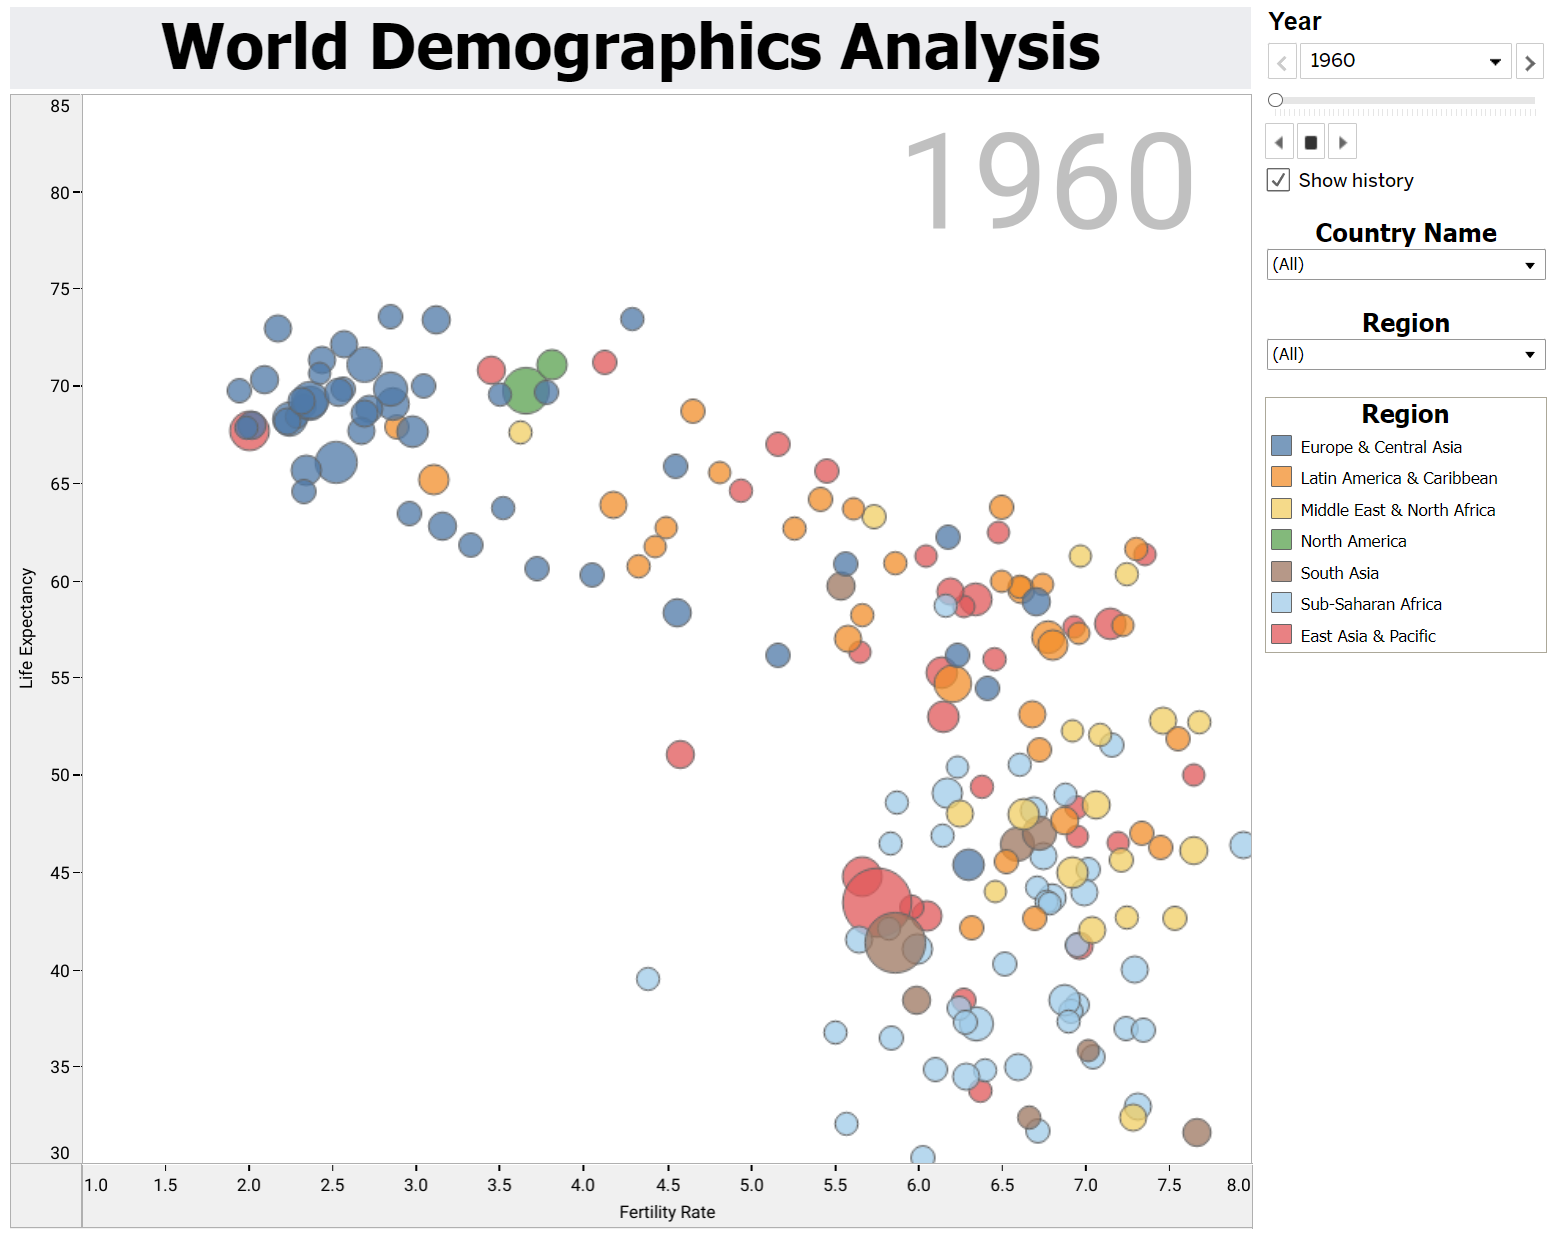 World Demographics Analysis
Year
1960
Show history
Country Name
(All)
Region
(All)
Region
Europe & Central Asia
Latin America & Caribbean
Middle East & North Africa
North America
South Asia
Sub-Saharan Africa
East Asia & Pacific
1960
85
80
75
70
65
60
55
50
45
40
35
30
Life Expectancy
1.0 1.5 2.0 2.5 3.0 3.5 4.0 4.5 5.0 5.5 6.0 6.5 7.0 7.5 8.0
Fertility Rate